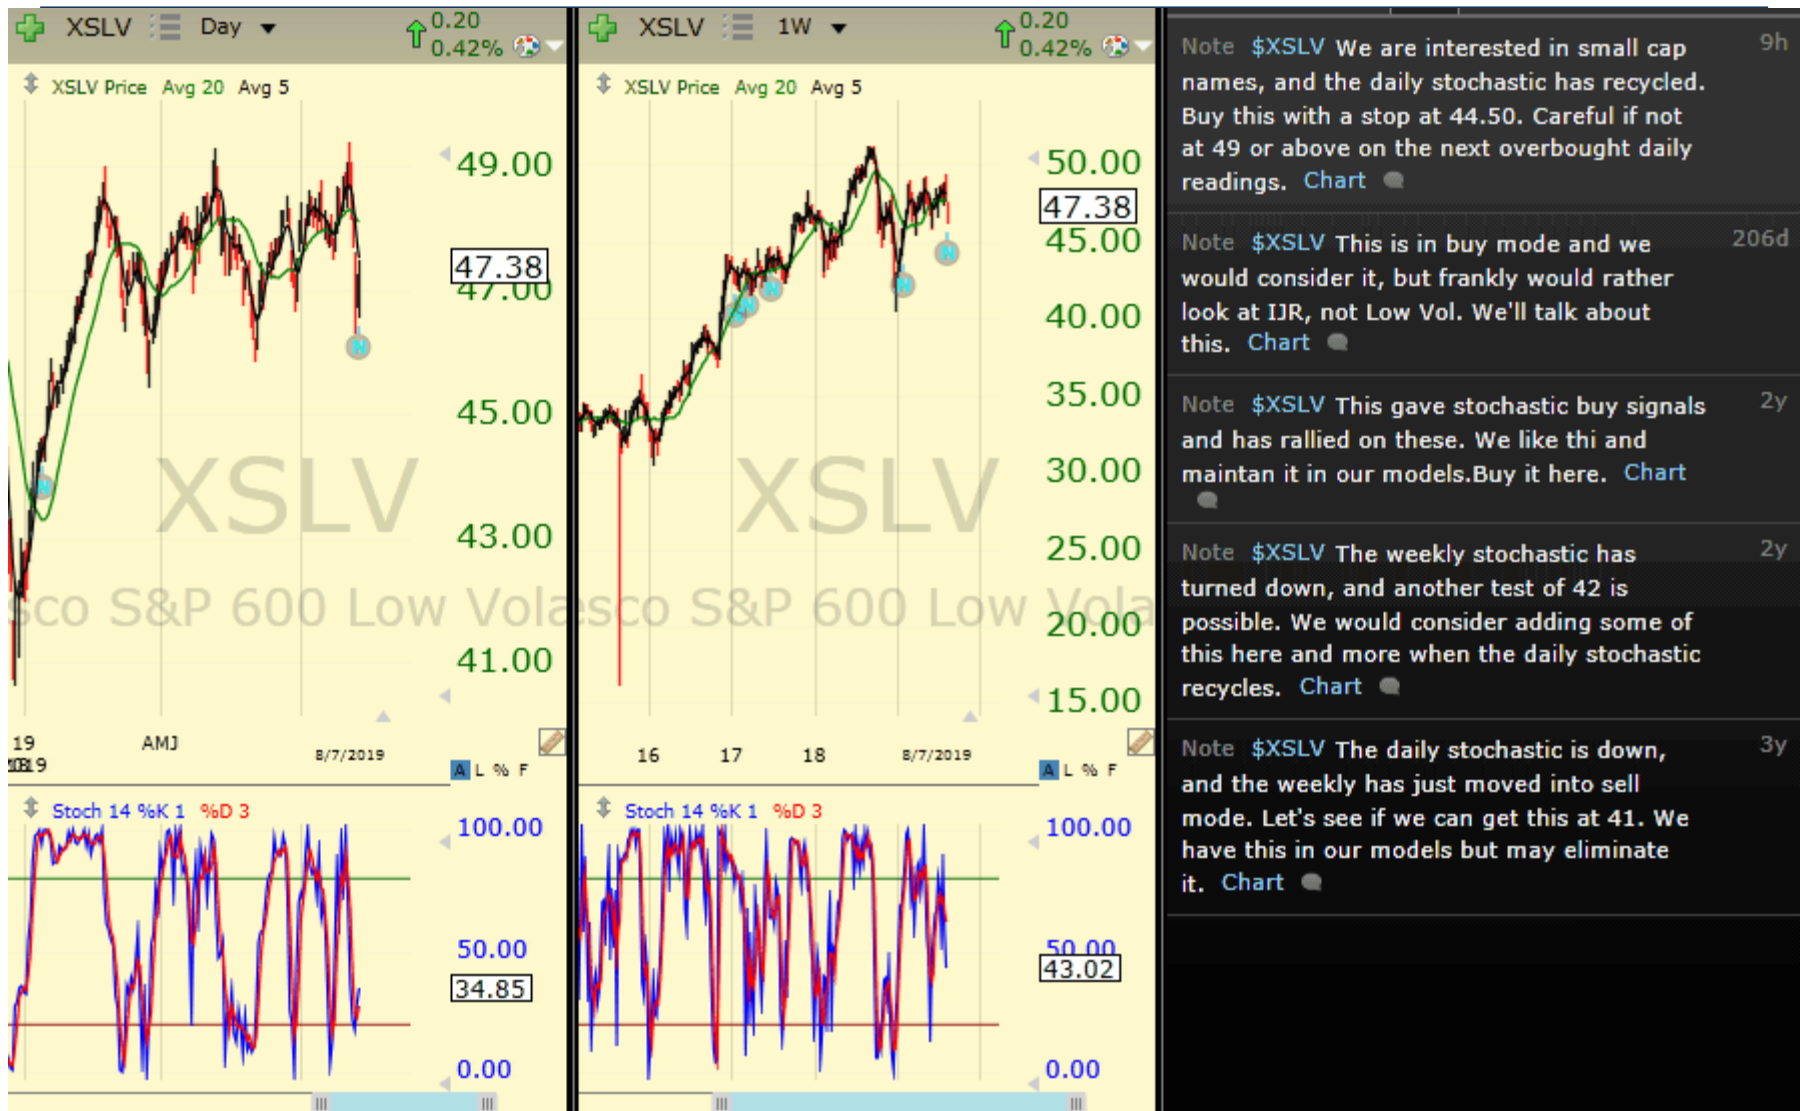 XSLV Day 0.20
0.42%
XSLV Price Avg 20 Avg 5
49.00
47.38
47.00
45.00
43.00
41.00
XSLV
sco S&P 600 Low Vola
19 AMJ 8/7/2019
A L % F
Stoch 14 %K 1 %D 3
100.00
50.00
34.85
0.00
XSLV 1W 0.20
0.42%
XSLV Price Avg 20 Avg 5
50.00
47.38
45.00
40.00
35.00
30.00
25.00
20.00
15.00
XSLV
esco S&P 600 Low Vola
16 17 18 8/7/2019
A L % F
Stoch 14 %K 1 %D 3
100.00
50.00
43.02
0.00
N
N
N
N
N
N
N
Note $XSLV We are interested in small cap 9h
names, and the daily stochastic has recycled.
Buy this with a stop at 44.50. Careful if not
at 49 or above on the next overbought daily
readings. Chart
Note $XSLV This is in buy mode and we 206d
would consider it, but frankly would rather
look at IJR, not Low Vol. We'll talk about
this. Chart
Note $XSLV This gave stochastic buy signals 2y
and has rallied on these. We like thi and
maintan it in our models.Buy it here. Chart
Note $XSLV The weekly stochastic has 2y
turned down, and another test of 42 is
possible. We would consider adding some of
this here and more when the daily stochastic
recycles. Chart
Note $XSLV The daily stochastic is down, 3y
and the weekly has just moved into sell
mode. Let's see if we can get this at 41. We
have this in our models but may eliminate
it. Chart